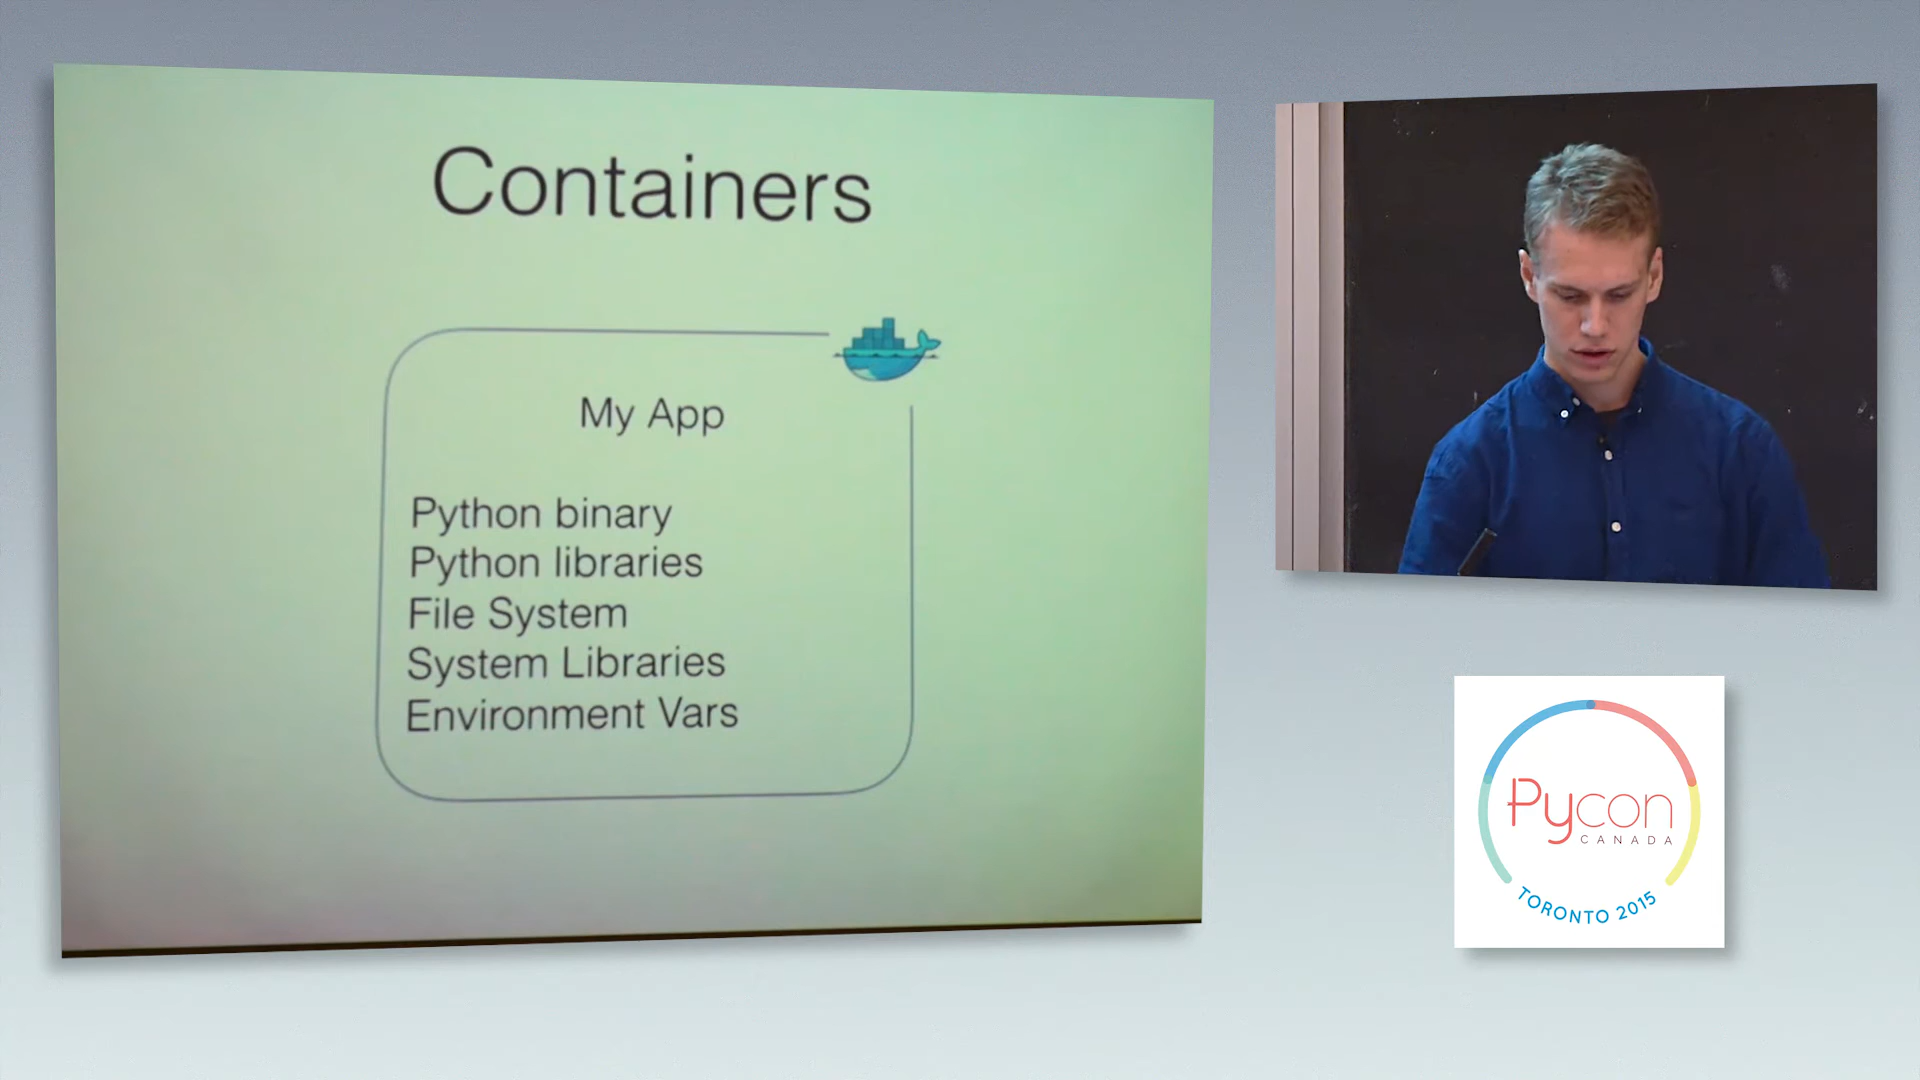 Containers
My App
Python binary
Python libraries
File System
System Libraries
Environment Vars
Pycon
CANADA
TORONTO 2015